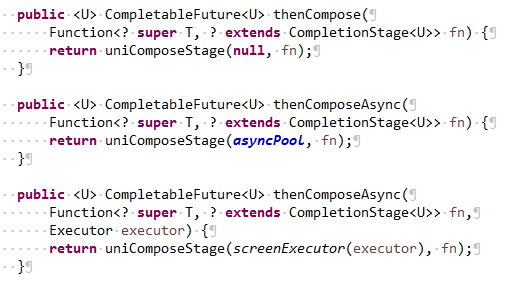 public <U> CompletableFuture<U> thenCompose(¶
Function<? super T, ? extends CompletionStage<U>> fn) {¶
return uniComposeStage(null, fn);¶
}¶
public <U> CompletableFuture<U> thenComposeAsync(¶
Function<? super T, ? extends CompletionStage<U>> fn) {¶
return uniComposeStage(asyncPool, fn);¶
}¶
public <U> CompletableFuture<U> thenComposeAsync(¶
Function<? super T, ? extends CompletionStage<U>> fn,¶
Executor executor) {¶
return uniComposeStage(screenExecutor(executor), fn);¶
}¶